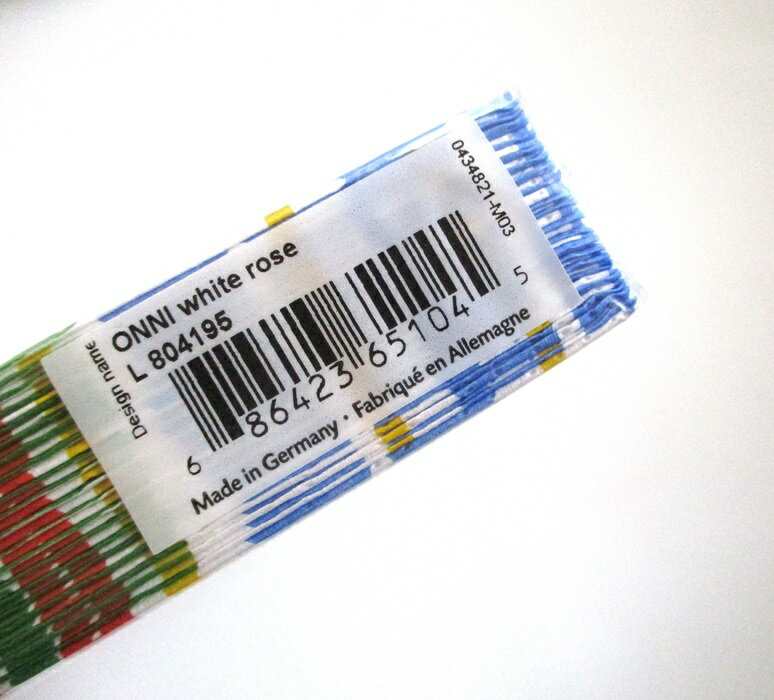 Design name
ONNI white rose
L 804195
0434821-M03
6 86423 65104 5
Made in Germany · Fabriqué en Allemagne